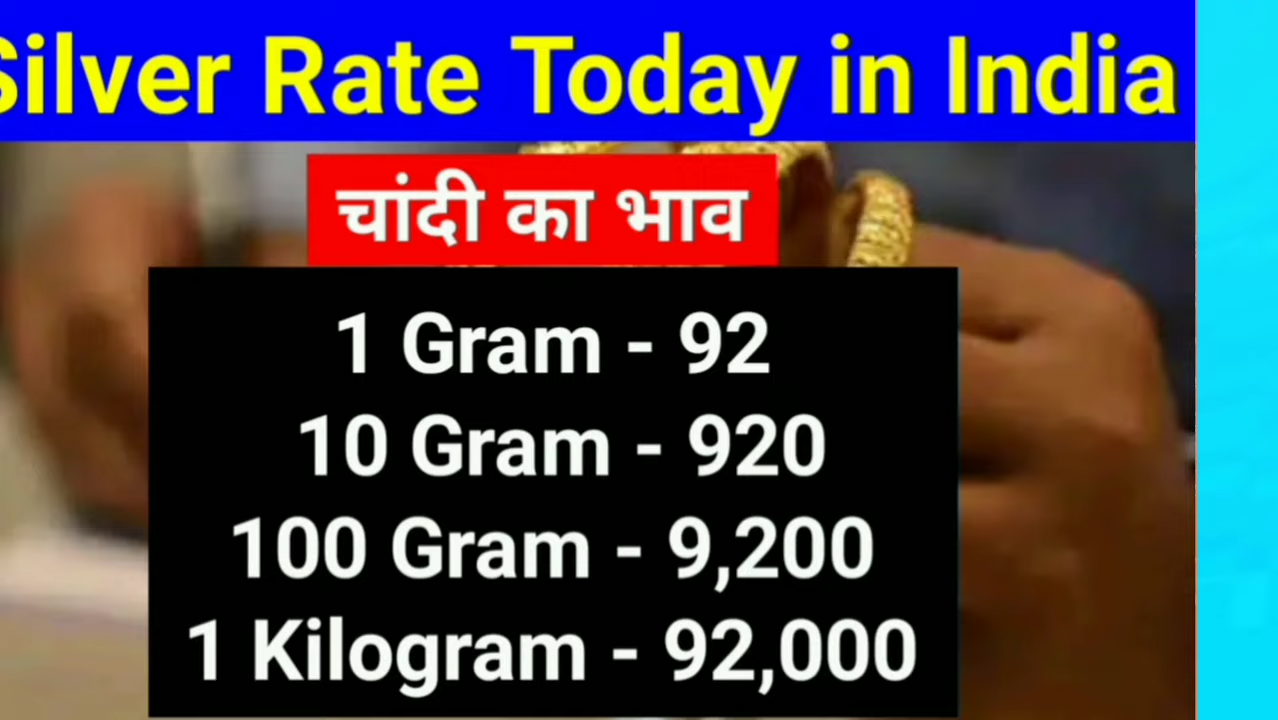 Silver Rate Today in India
चांदी का भाव
1 Gram - 92
10 Gram - 920
100 Gram - 9,200
1 Kilogram - 92,000